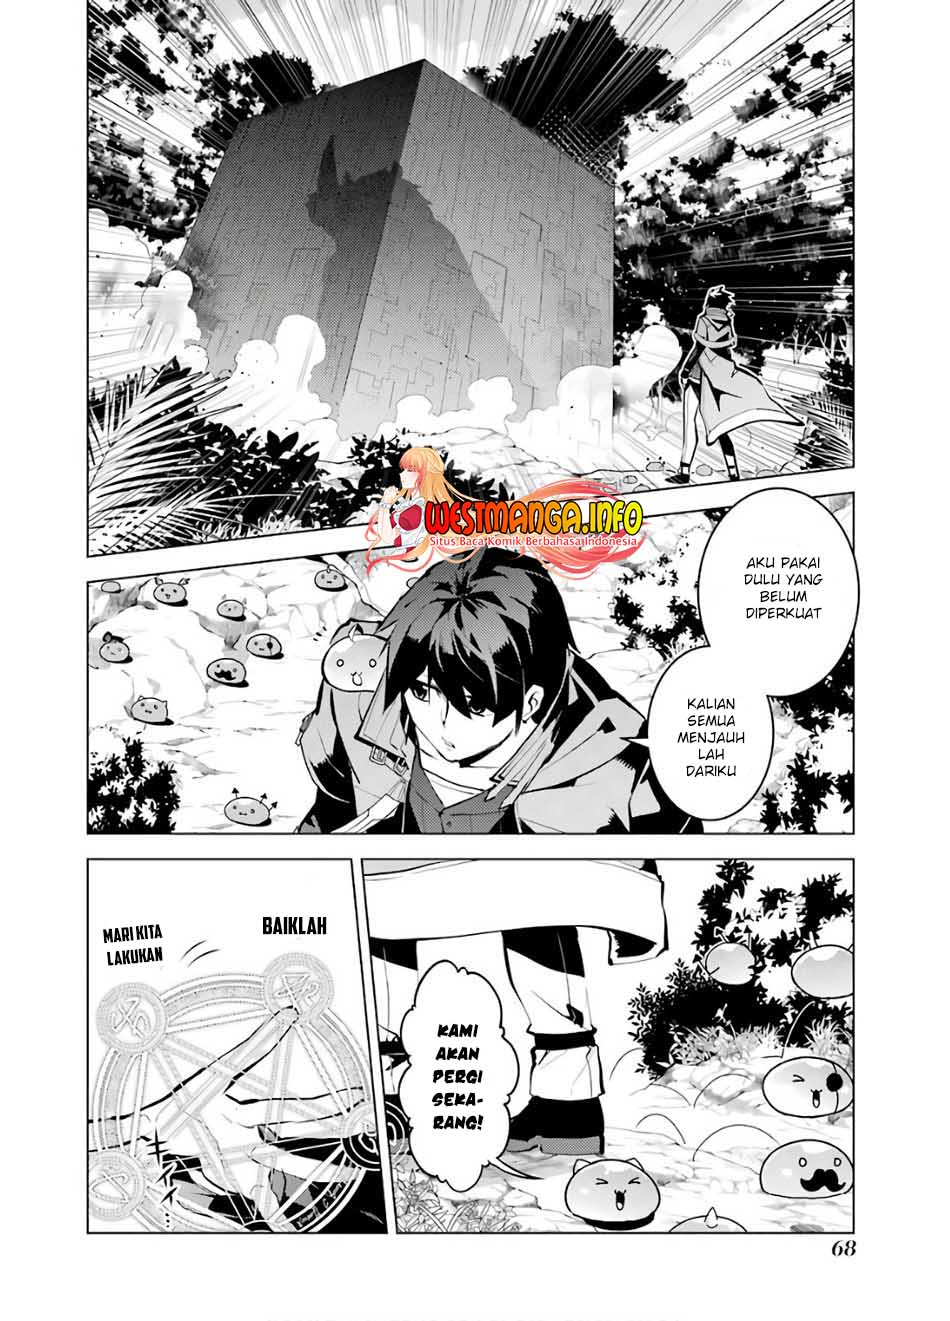 WESTMANGA.INFO
Situs Baca Komik Berbahasa Indonesia
AKU PAKAI
DULU YANG
BELUM
DIPERKUAT
KALIAN
SEMUA
MENJAUH
LAH
DARIKU
BAIKLAH
MARI KITA
LAKUKAN
KAMI
AKAN
PERGI
SEKA-
RANG!
68